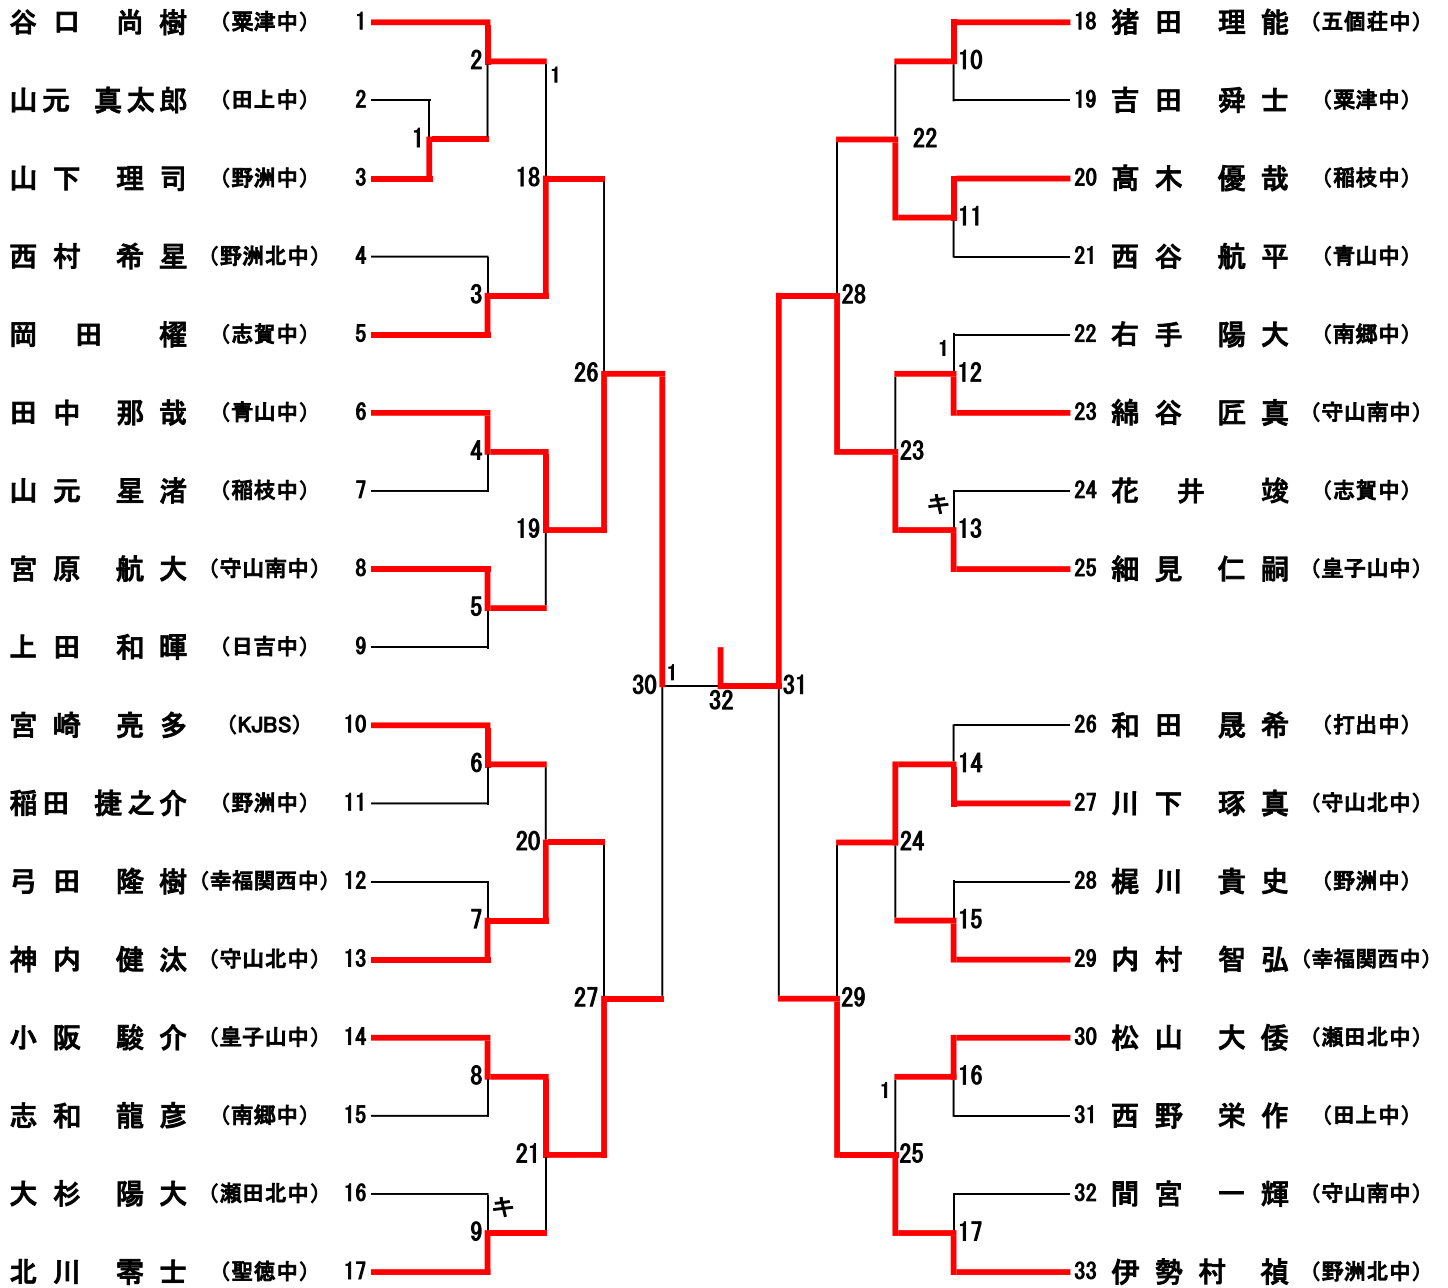 谷口 尚樹 （粟津中） 1
山元 真太郎 （田上中） 2
山下 理司 （野洲中） 3
西村 希星 （野洲北中） 4
岡田 櫂 （志賀中） 5
田中 那哉 （青山中） 6
山元 星渚 （稲枝中） 7
宮原 航大 （守山南中） 8
上田 和暉 （日吉中） 9
宮崎 亮多 （KJBS） 10
稲田 捷之介 （野洲中） 11
弓田 隆樹 （幸福関西中） 12
神内 健汰 （守山北中） 13
小阪 駿介 （皇子山中） 14
志和 龍彦 （南郷中） 15
大杉 陽大 （瀬田北中） 16
北川 零士 （聖徳中） 17
2
1
1
18
3
26
4
19
5
30
1
6
20
7
27
8
21
キ
9
32
31
10
22
11
28
1
12
23
キ
13
14
24
15
29
1
16
25
17
18 猪田 理能 （五個荘中）
19 吉田 舜士 （粟津中）
20 髙木 優哉 （稲枝中）
21 西谷 航平 （青山中）
22 右手 陽大 （南郷中）
23 綿谷 匠真 （守山南中）
24 花井 竣 （志賀中）
25 細見 仁嗣 （皇子山中）
26 和田 晟希 （打出中）
27 川下 琢真 （守山北中）
28 梶川 貴史 （野洲中）
29 内村 智弘 （幸福関西中）
30 松山 大倭 （瀬田北中）
31 西野 栄作 （田上中）
32 間宮 一輝 （守山南中）
33 伊勢村 禎 （野洲北中）